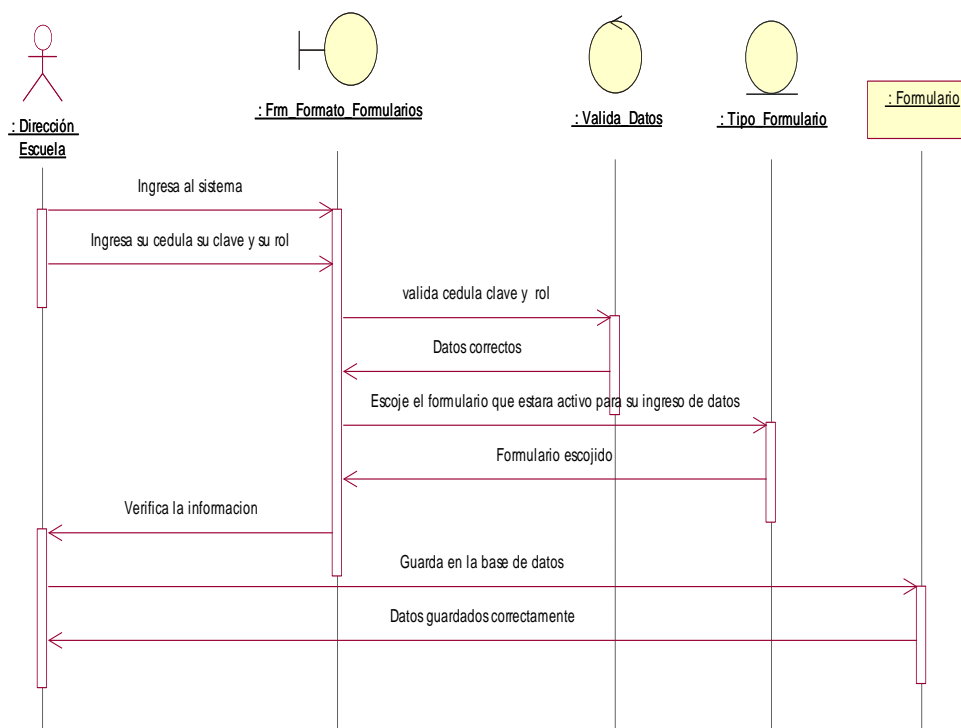 : Dirección
Escuela
: Frm_Formato_Formularios
: Valida_Datos
: Tipo_Formulario
: Formulario
Ingresa al sistema
Ingresa su cedula su clave y su rol
valida cedula clave y rol
Datos correctos
Escoje el formulario que estara activo para su ingreso de datos
Formulario escojido
Verifica la informacion
Guarda en la base de datos
Datos guardados correctamente